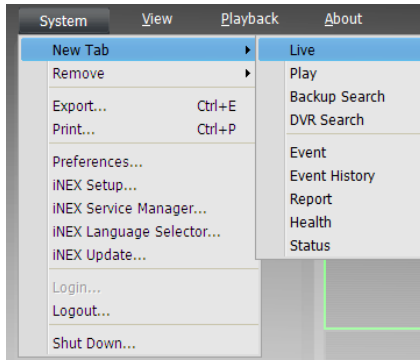 System View Playback About
New Tab
Remove
Export... Ctrl+E
Print... Ctrl+P
Preferences...
iNEX Setup...
iNEX Service Manager...
iNEX Language Selector...
iNEX Update...
Login...
Logout...
Shut Down...
Live
Play
Backup Search
DVR Search
Event
Event History
Report
Health
Status